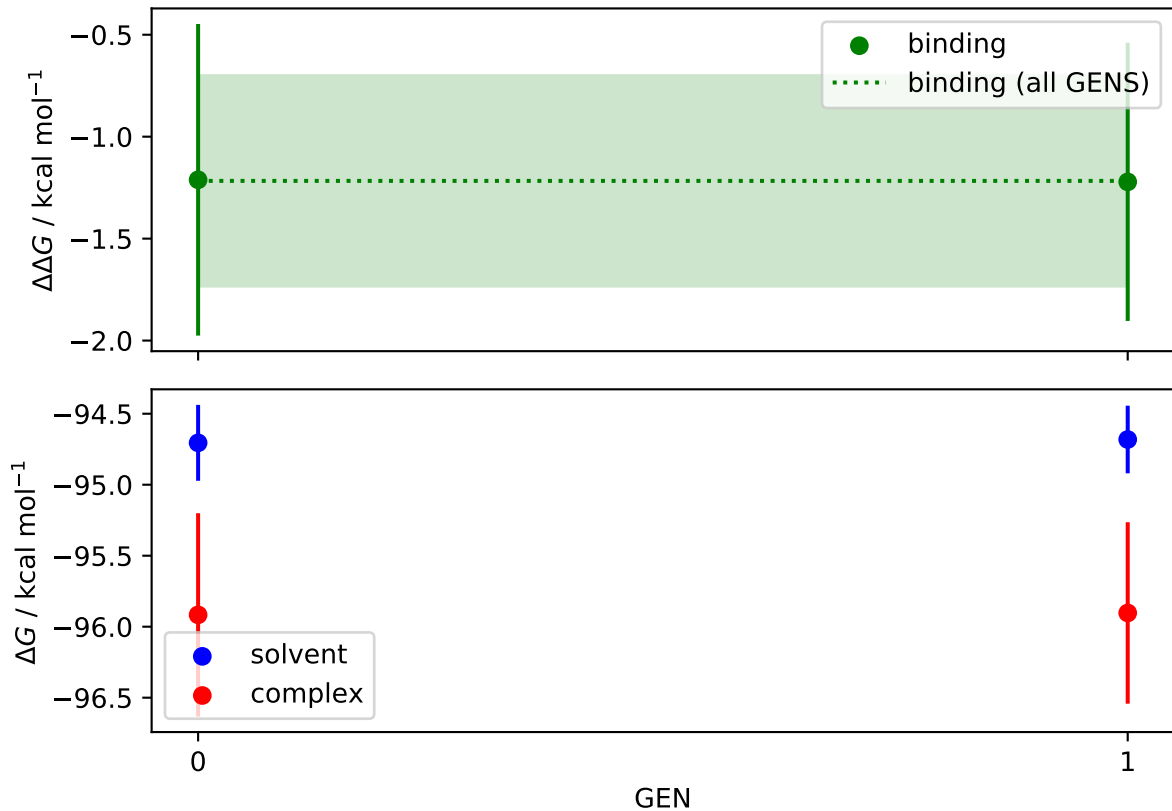 −0.5
−1.0
−1.5
−2.0
ΔΔG / kcal mol⁻¹
binding
binding (all GENS)
−94.5
−95.0
−95.5
−96.0
−96.5
ΔG / kcal mol⁻¹
solvent
complex
0
1
GEN